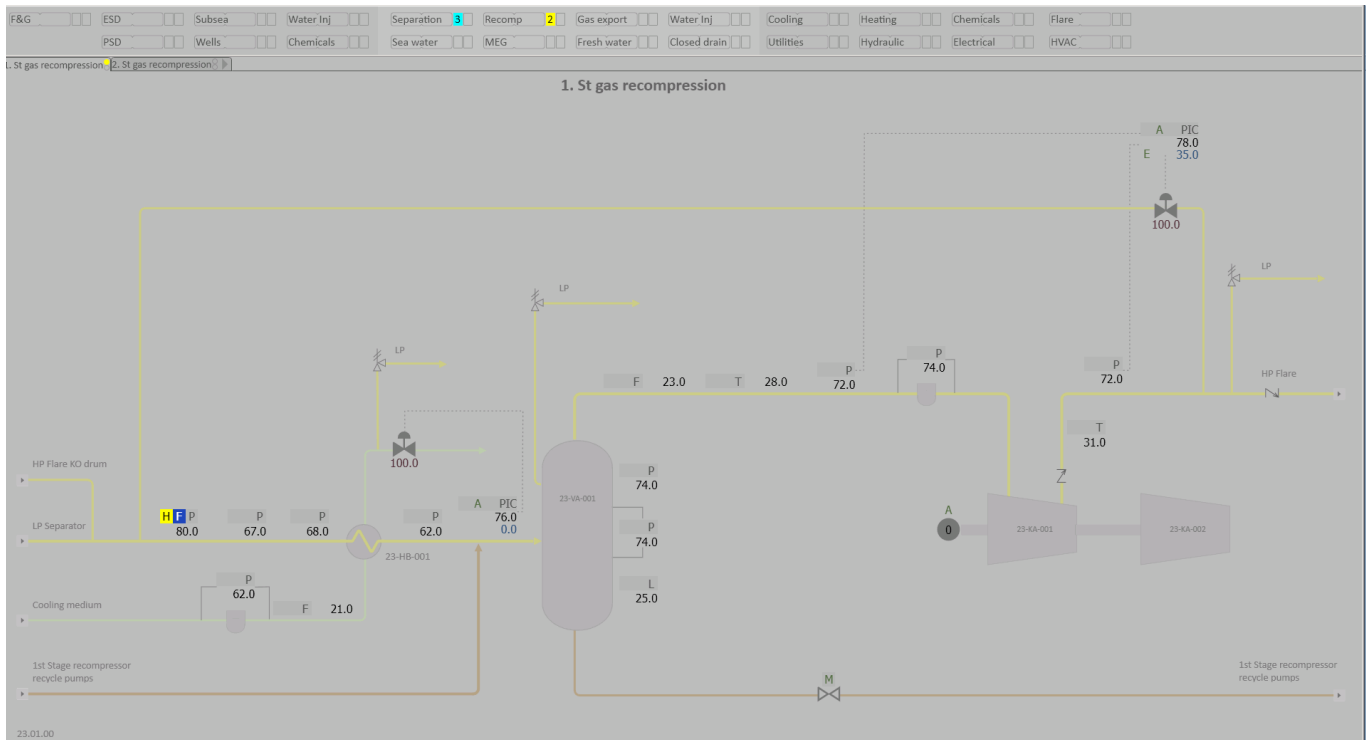 F&G ESD Subsea Water Inj Separation 3 Recomp 2 Gas export Water Inj Cooling Heating Chemicals Flare
PSD Wells Chemicals Sea water MEG Fresh water Closed drain Utilities Hydraulic Electrical HVAC
1. St gas recompression 2. St gas recompression
1. St gas recompression
A PIC
78.0
E 35.0
100.0
LP
LP
LP
P
72.0
P
74.0
P
72.0
HP Flare
F 23.0 T 28.0
T
31.0
100.0
HP Flare KO drum
LP Separator
H F P
80.0
P
67.0
P
68.0
23-HB-001
P
62.0
A PIC
76.0
0.0
23-VA-001
P
74.0
P
74.0
L
25.0
A
0
23-KA-001
23-KA-002
Cooling medium
P
62.0
F 21.0
1st Stage recompressor
recycle pumps
M
1st Stage recompressor
recycle pumps
23.01.00